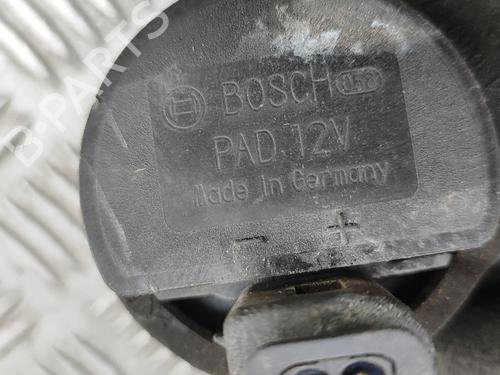 BOSCH
PAD 12V
Made in Germany
- +
B-PARTS